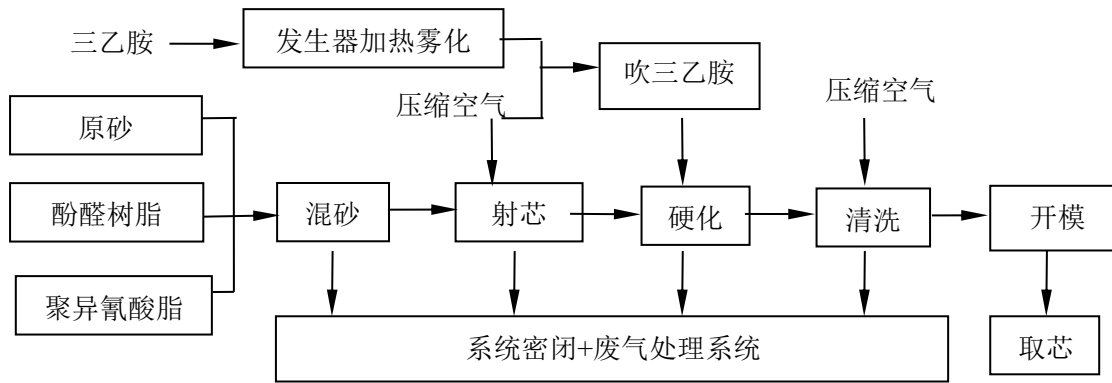 三乙胺
发生器加热雾化
吹三乙胺
压缩空气
压缩空气
原砂
酚醛树脂
聚异氰酸脂
混砂
射芯
硬化
清洗
开模
系统密闭+废气处理系统
取芯